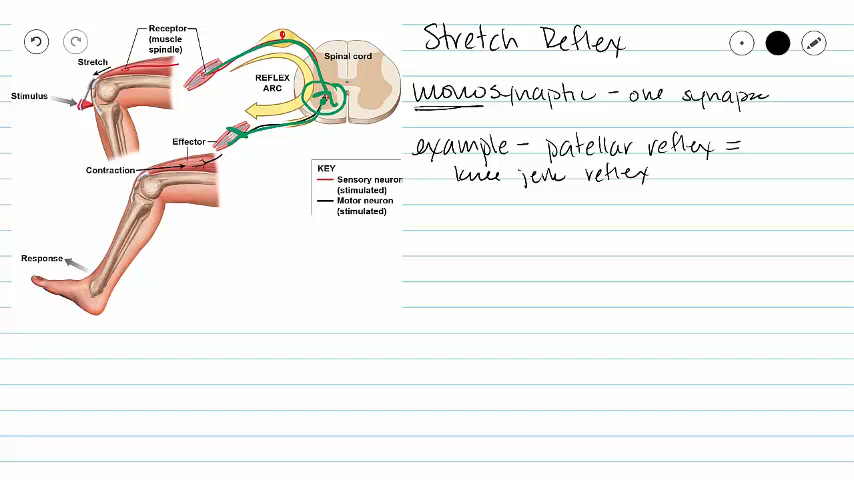 Receptor
(muscle
spindle)
Stretch
Stimulus
Spinal cord
REFLEX
ARC
Effector
Contraction
KEY
Sensory neuron
(stimulated)
Motor neuron
(stimulated)
Response
Stretch Reflex
monosynaptic - one synapse
example - patellar reflex =
knee jerk reflex